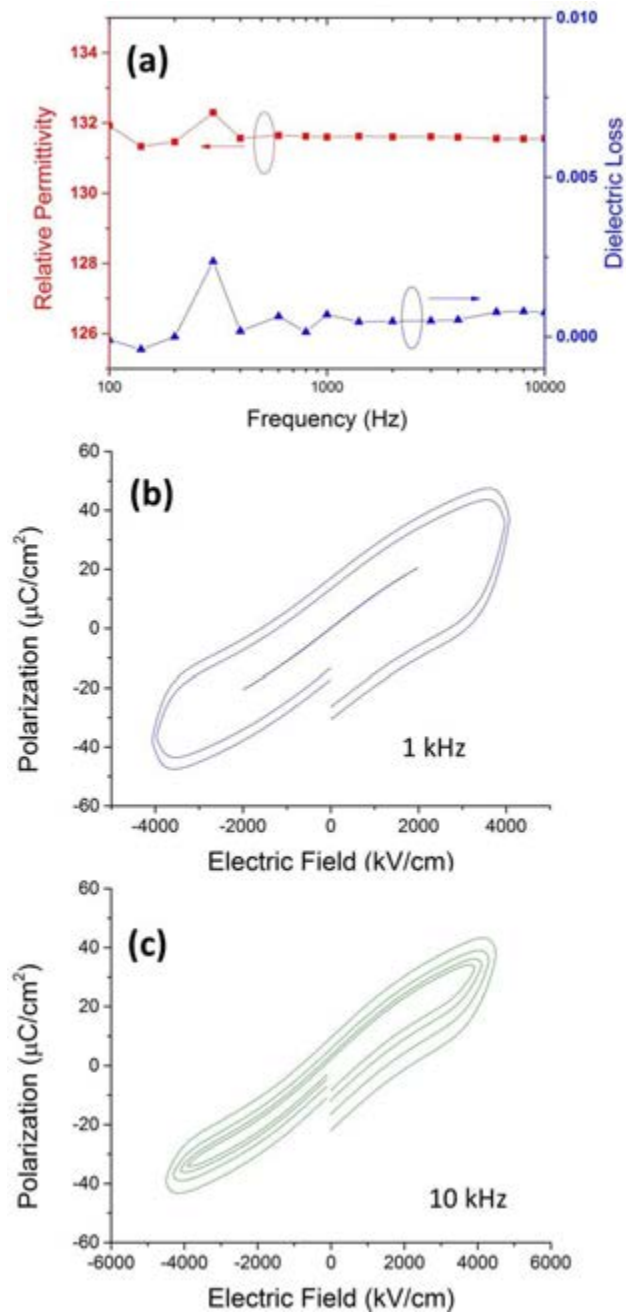 (a)
134
132
130
128
126
Relative Permittivity
0.010
0.005
0.000
Dielectric Loss
100 1000 10000
Frequency (Hz)
(b)
60
40
20
0
-20
-40
-60
Polarization (μC/cm²)
1 kHz
-4000 -2000 0 2000 4000
Electric Field (kV/cm)
(c)
60
40
20
0
-20
-40
-60
Polarization (μC/cm²)
10 kHz
-6000 -4000 -2000 0 2000 4000 6000
Electric Field (kV/cm)